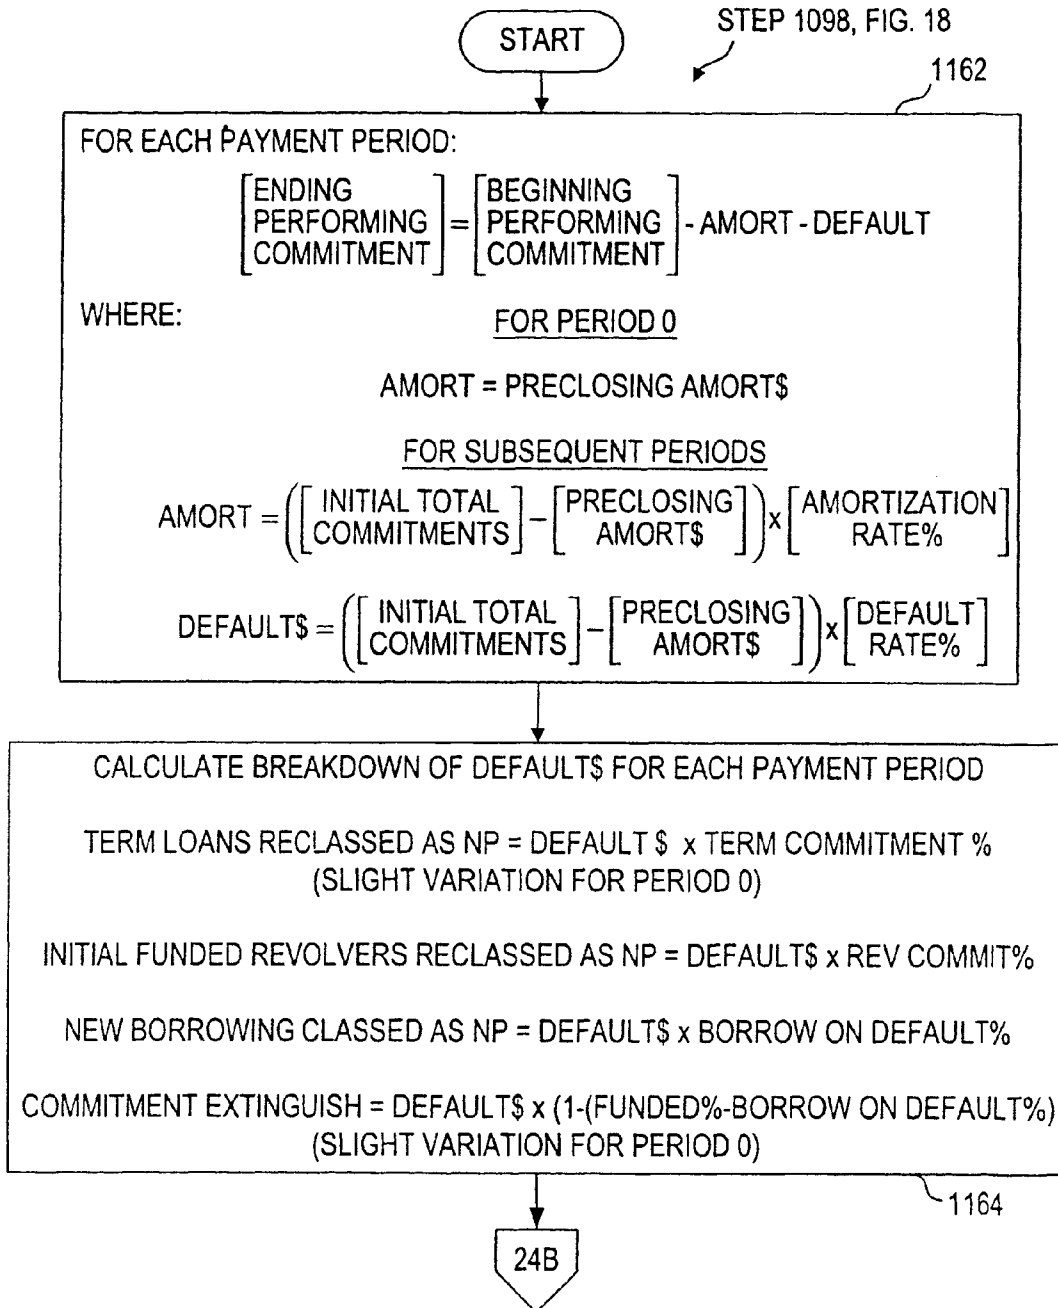 START
STEP 1098, FIG. 18
1162
FOR EACH PAYMENT PERIOD:
[ENDING PERFORMING COMMITMENT] = [BEGINNING PERFORMING COMMITMENT] - AMORT - DEFAULT
WHERE:
FOR PERIOD 0
AMORT = PRECLOSING AMORT$
FOR SUBSEQUENT PERIODS
AMORT = ([INITIAL TOTAL COMMITMENTS] - [PRECLOSING AMORT$]) x [AMORTIZATION RATE%]
DEFAULT$ = ([INITIAL TOTAL COMMITMENTS] - [PRECLOSING AMORT$]) x [DEFAULT RATE%]
CALCULATE BREAKDOWN OF DEFAULT$ FOR EACH PAYMENT PERIOD
TERM LOANS RECLASSED AS NP = DEFAULT $ x TERM COMMITMENT %
(SLIGHT VARIATION FOR PERIOD 0)
INITIAL FUNDED REVOLVERS RECLASSED AS NP = DEFAULT$ x REV COMMIT%
NEW BORROWING CLASSED AS NP = DEFAULT$ x BORROW ON DEFAULT%
COMMITMENT EXTINGUISH = DEFAULT$ x (1-(FUNDED%-BORROW ON DEFAULT%)
(SLIGHT VARIATION FOR PERIOD 0)
1164
24B